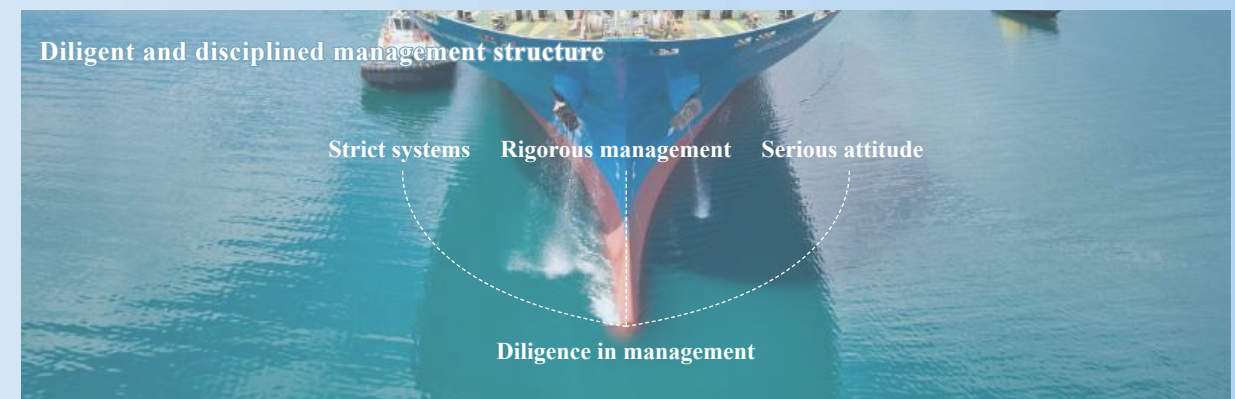 Diligent and disciplined management structure
Strict systems Rigorous management Serious attitude
Diligence in management